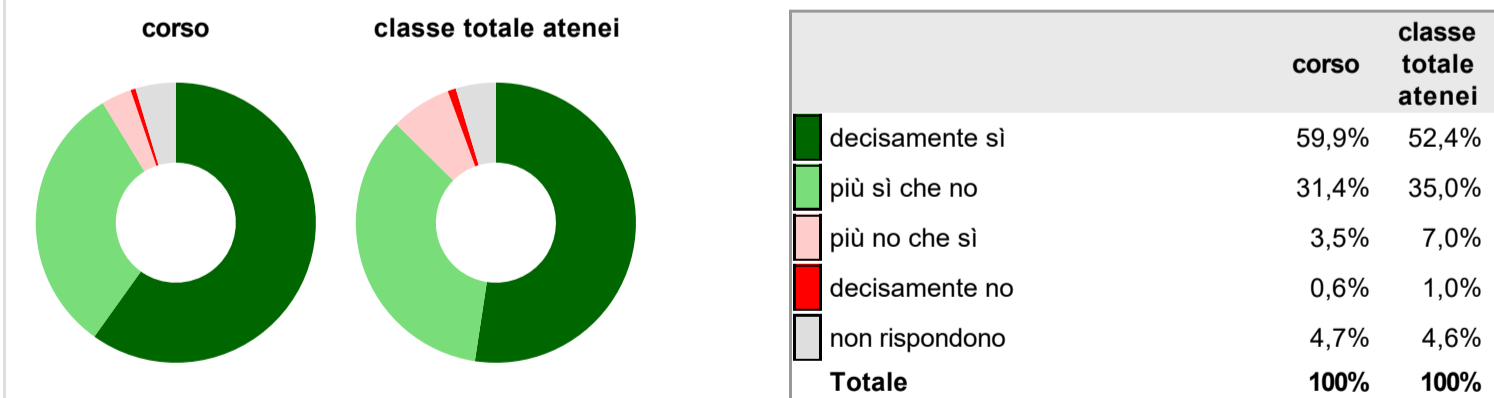 corso
classe totale atenei
corso
classe
totale
atenei
decisamente sì 59,9% 52,4%
più sì che no 31,4% 35,0%
più no che sì 3,5% 7,0%
decisamente no 0,6% 1,0%
non rispondono 4,7% 4,6%
Totale 100% 100%